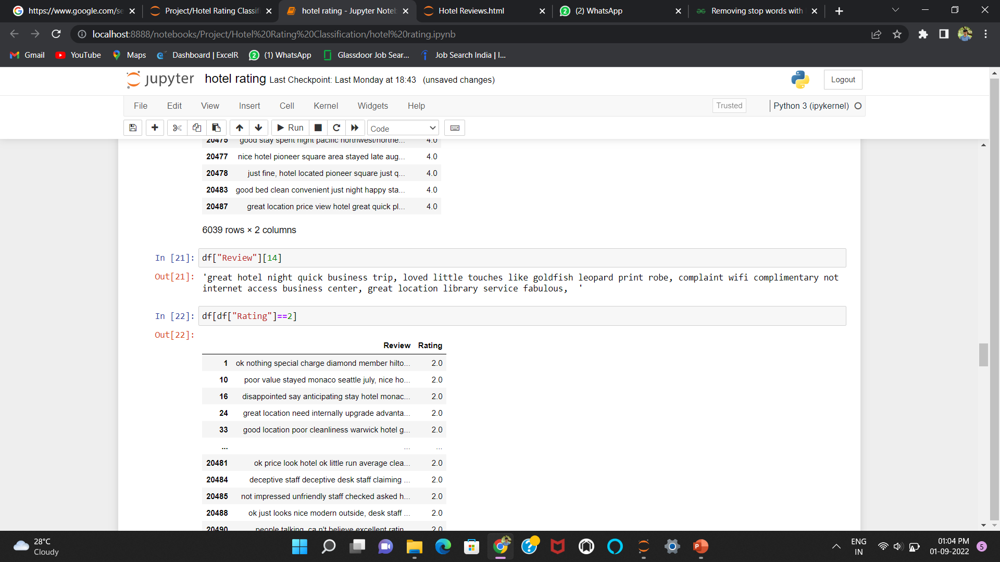 https://www.google.com/se
Project/Hotel Rating Classifi
hotel rating - Jupyter Noteb
Hotel Reviews.html
(2) WhatsApp
Removing stop words with
localhost:8888/notebooks/Project/Hotel%20Rating%20Classification/hotel%20rating.ipynb
Gmail
YouTube
Maps
Dashboard | ExcelR
(1) WhatsApp
Glassdoor Job Sear...
Job Search India | I...
jupyter hotel rating Last Checkpoint: Last Monday at 18:43 (unsaved changes)
Logout
File Edit View Insert Cell Kernel Widgets Help
Trusted
Python 3 (ipykernel)
Run
Code
20475 good stay spent night pacific northwest/northe... 4.0
20477 nice hotel pioneer square area stayed late aug... 4.0
20478 just fine, hotel located pioneer square just q... 4.0
20483 good bed clean convenient just night happy sta... 4.0
20487 great location price view hotel great quick pl... 4.0
6039 rows × 2 columns
In [21]: df["Review"][14]
Out[21]: 'great hotel night quick business trip, loved little touches like goldfish leopard print robe, complaint wifi complimentary not
internet access business center, great location library service fabulous,  '
In [22]: df[df["Rating"]==2]
Out[22]:
Review Rating
1 ok nothing special charge diamond member hilto... 2.0
10 poor value stayed monaco seattle july, nice ho... 2.0
16 disappointed say anticipating stay hotel monac... 2.0
24 great location need internally upgrade advanta... 2.0
33 good location poor cleanliness warwick hotel g... 2.0
... ... ...
20481 ok price look hotel ok little run average clea... 2.0
20484 deceptive staff deceptive desk staff claiming ... 2.0
20485 not impressed unfriendly staff checked asked h... 2.0
20488 ok just looks nice modern outside, desk staff ... 2.0
20490 people talking, ca n't believe excellent ratin... 2.0
28°C
Cloudy
ENG
IN
01:04 PM
01-09-2022
5